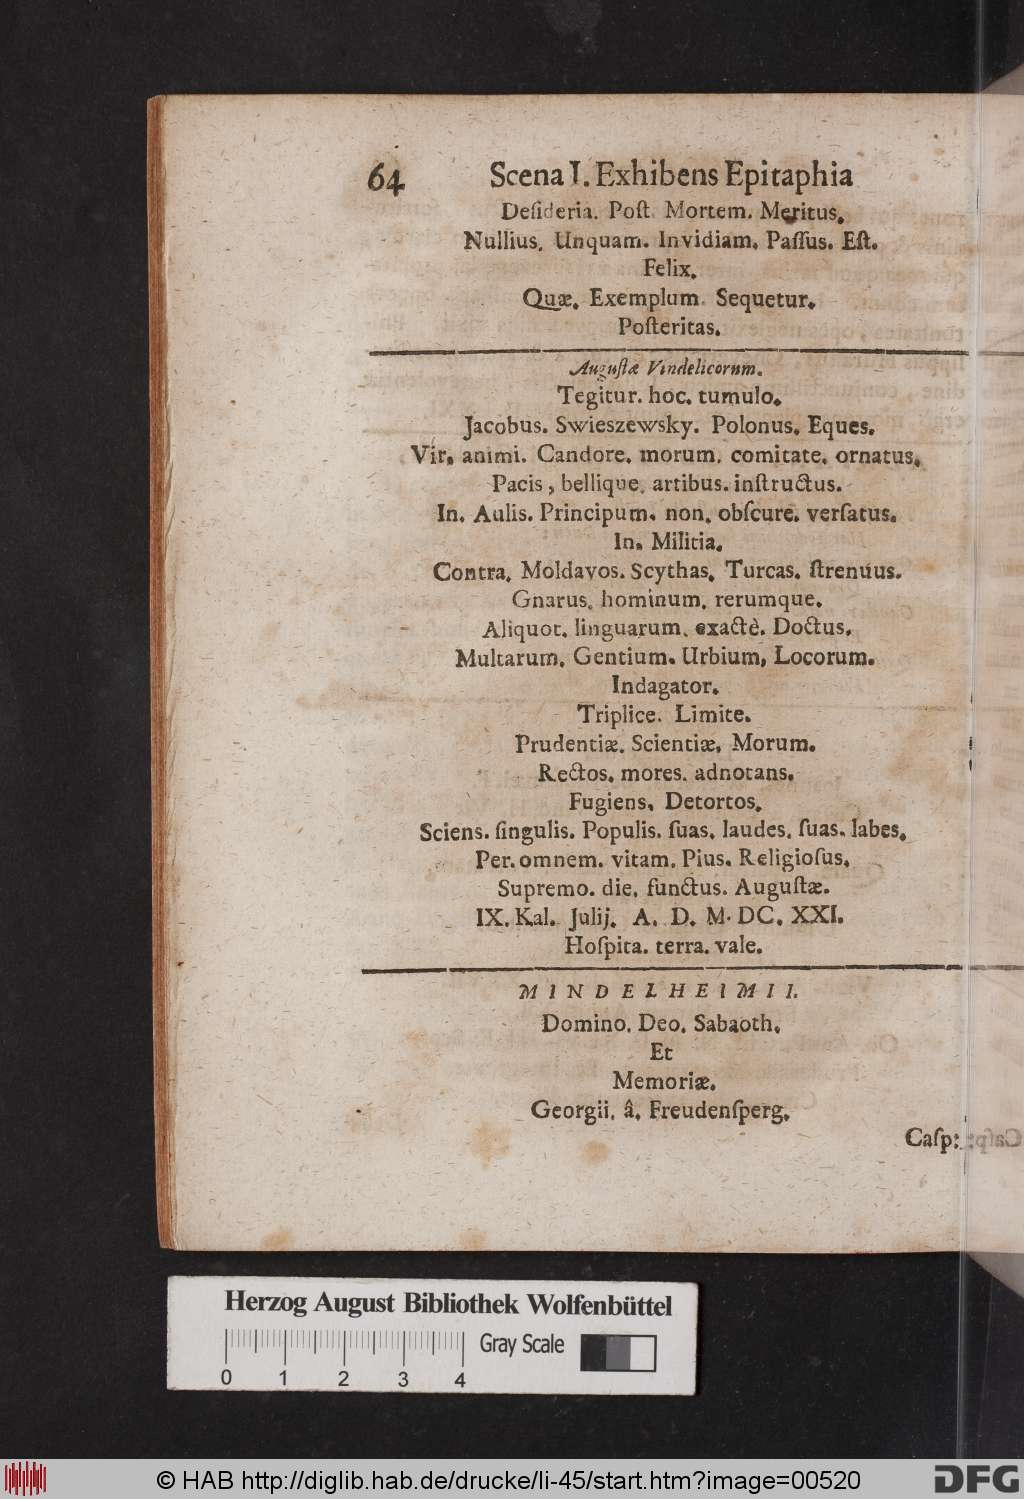 64 Scena I. Exhibens Epitaphia
Deſideria. Poſt. Mortem. Meritus.
Nullius. Unquam. Invidiam. Paſſus. Eſt.
Felix.
Quæ. Exemplum. Sequetur.
Poſteritas.
Auguſtæ Vindelicorum.
Tegitur. hoc. tumulo.
Jacobus. Swieszewsky. Polonus. Eques.
Vir. animi. Candore. morum. comitate. ornatus.
Pacis, bellique. artibus. inſtructus.
In. Aulis. Principum. non. obſcure. verſatus.
In. Militia.
Contra. Moldavos. Scythas. Turcas. ſtrenuus.
Gnarus. hominum. rerumque.
Aliquot. linguarum. exactè. Doctus.
Multarum. Gentium. Urbium, Locorum.
Indagator.
Triplice. Limite.
Prudentiæ. Scientiæ. Morum.
Rectos. mores. adnotans.
Fugiens. Detortos.
Sciens. ſingulis. Populis. ſuas. laudes. ſuas. labes.
Per. omnem. vitam. Pius. Religioſus.
Supremo. die. functus. Auguſtæ.
IX. Kal. Julij. A. D. M. DC. XXI.
Hoſpita. terra. vale.
MINDELHEIMII.
Domino. Deo. Sabaoth.
Et
Memoriæ.
Georgii. â. Freudenſperg.
Caſp:
Herzog August Bibliothek Wolfenbüttel
Gray Scale
0 1 2 3 4
© HAB http://diglib.hab.de/drucke/li-45/start.htm?image=00520
DFG